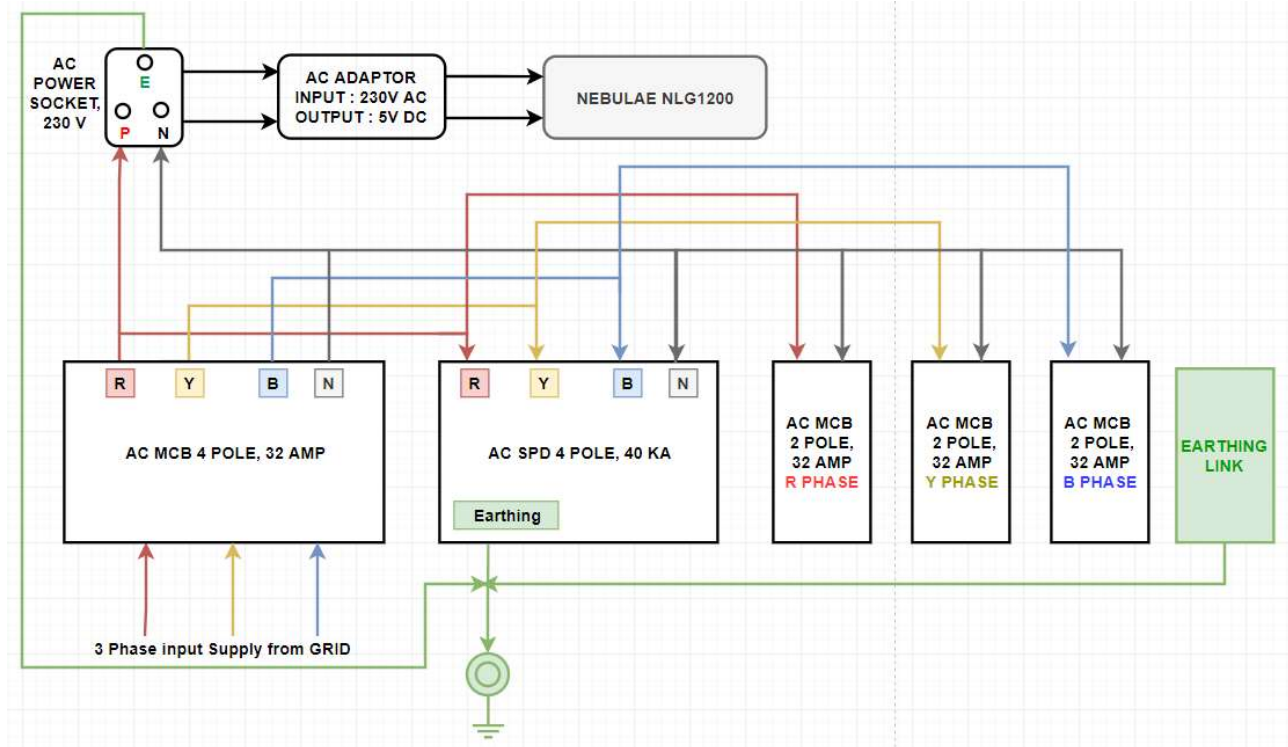 AC
POWER
SOCKET,
230 V
E
P
N
AC ADAPTOR
INPUT : 230V AC
OUTPUT : 5V DC
NEBULAE NLG1200
R
Y
B
N
AC MCB 4 POLE, 32 AMP
R
Y
B
N
AC SPD 4 POLE, 40 KA
Earthing
AC MCB
2 POLE,
32 AMP
R PHASE
AC MCB
2 POLE,
32 AMP
Y PHASE
AC MCB
2 POLE,
32 AMP
B PHASE
EARTHING
LINK
3 Phase input Supply from GRID